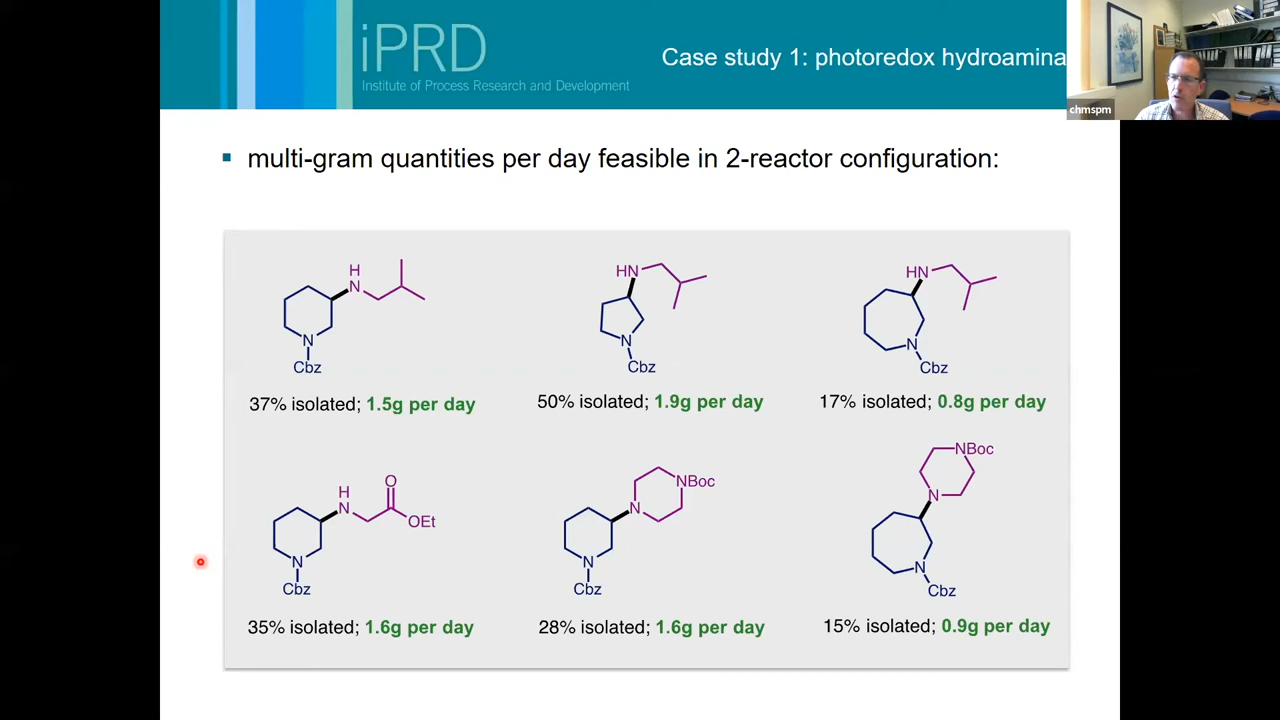 iPRD
Institute of Process Research and Development
Case study 1: photoredox hydroamina
chmspm
multi-gram quantities per day feasible in 2-reactor configuration:
H
N
N
Cbz
37% isolated; 1.5g per day
HN
N
Cbz
50% isolated; 1.9g per day
HN
N
Cbz
17% isolated; 0.8g per day
O
H
N
OEt
N
Cbz
35% isolated; 1.6g per day
NBoc
N
N
Cbz
28% isolated; 1.6g per day
NBoc
N
N
Cbz
15% isolated; 0.9g per day